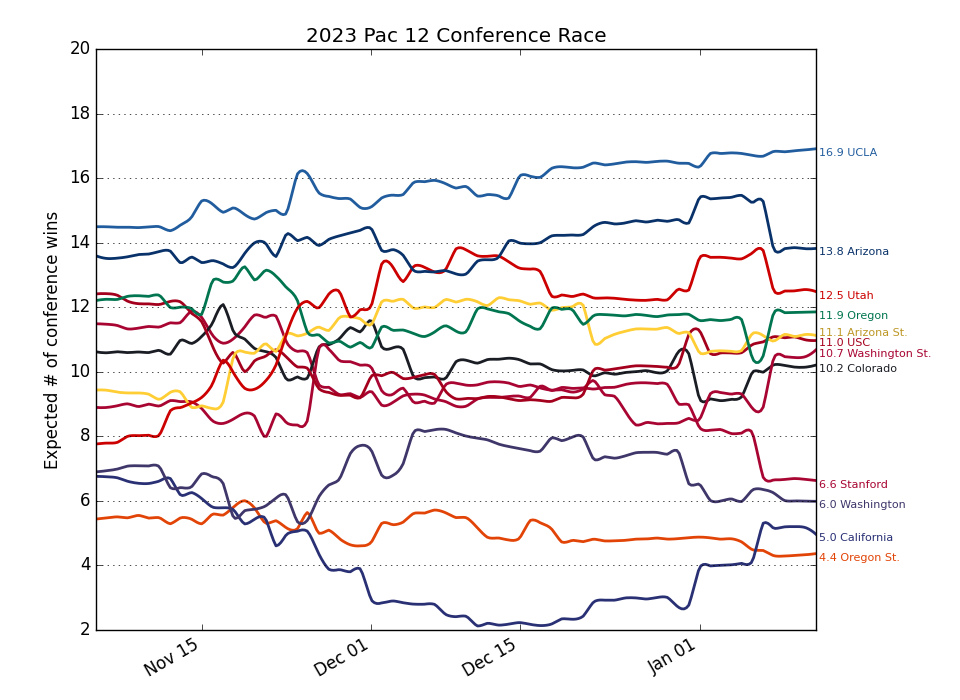 2023 Pac 12 Conference Race
Expected # of conference wins
20
18
16
14
12
10
8
6
4
2
Nov 15
Dec 01
Dec 15
Jan 01
16.9 UCLA
13.8 Arizona
12.5 Utah
11.9 Oregon
11.1 Arizona St.
11.0 USC
10.7 Washington St.
10.2 Colorado
6.6 Stanford
6.0 Washington
5.0 California
4.4 Oregon St.